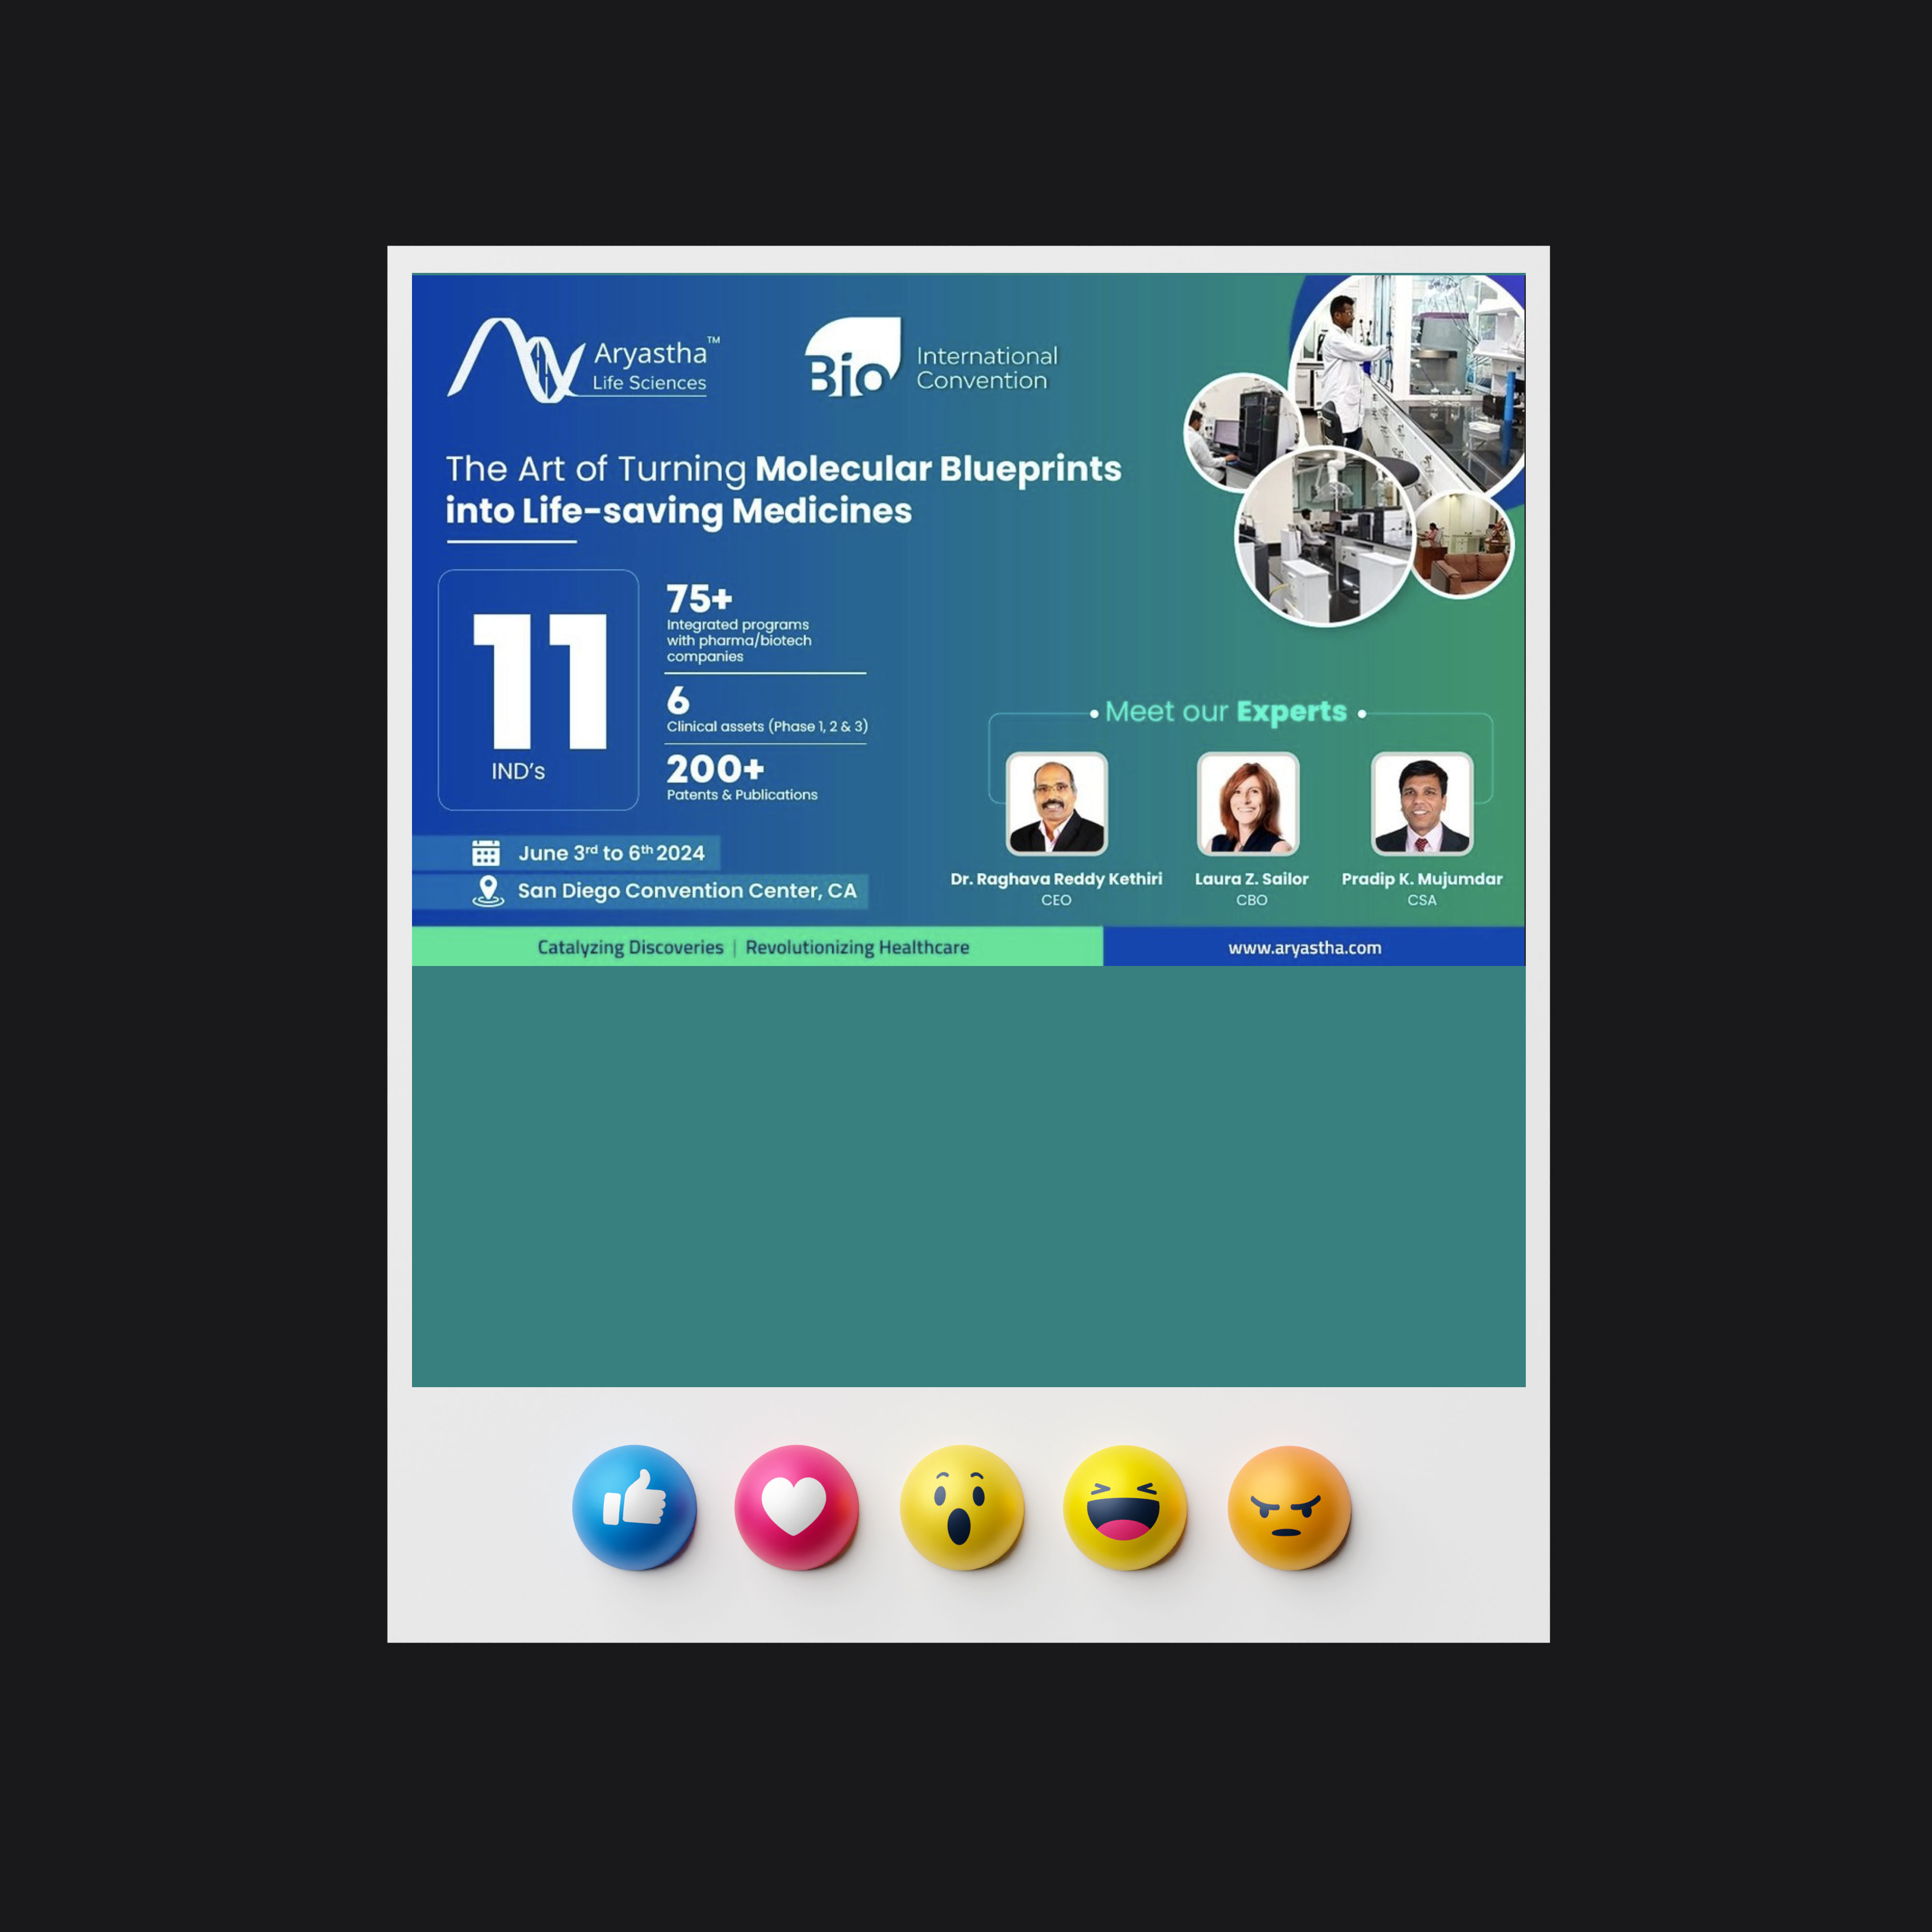 Aryastha™
Life Sciences
Bio
International
Convention
The Art of Turning Molecular Blueprints
into Life-saving Medicines
11
IND's
75+
Integrated programs
with pharma/biotech
companies
6
Clinical assets (Phase 1, 2 & 3)
200+
Patents & Publications
June 3rd to 6th 2024
San Diego Convention Center, CA
Meet our Experts
Dr. Raghava Reddy Kethiri
CEO
Laura Z. Sailor
CBO
Pradip K. Mujumdar
CSA
Catalyzing Discoveries | Revolutionizing Healthcare
www.aryastha.com